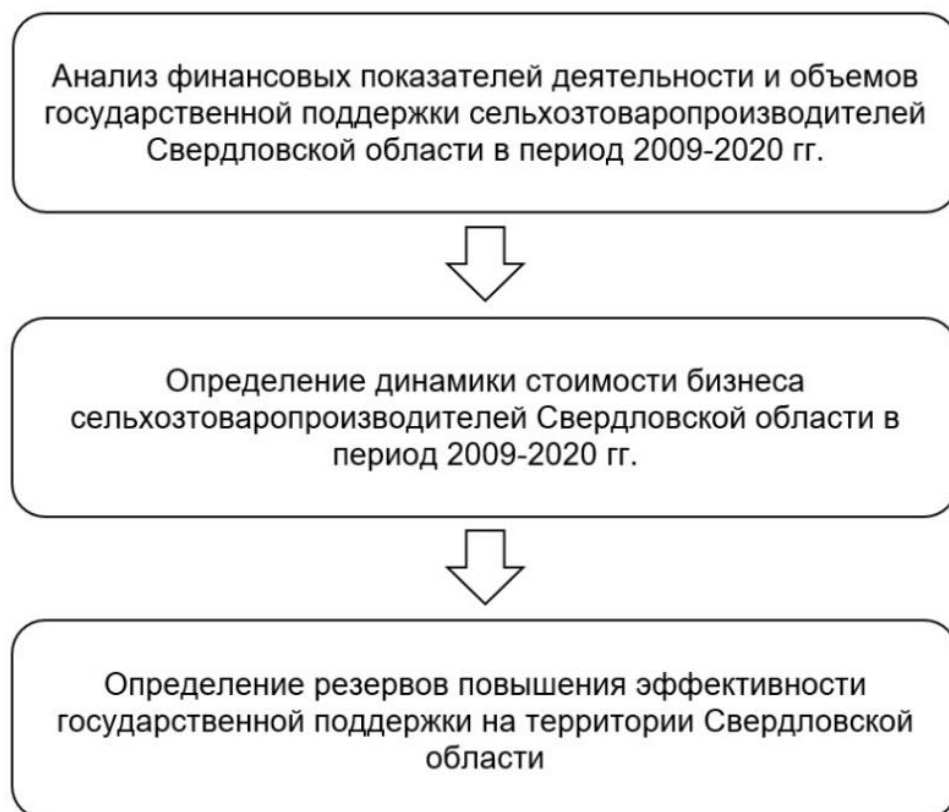 Анализ финансовых показателей деятельности и объемов
государственной поддержки сельхозтоваропроизводителей
Свердловской области в период 2009-2020 гг.
Определение динамики стоимости бизнеса
сельхозтоваропроизводителей Свердловской области в
период 2009-2020 гг.
Определение резервов повышения эффективности
государственной поддержки на территории Свердловской
области